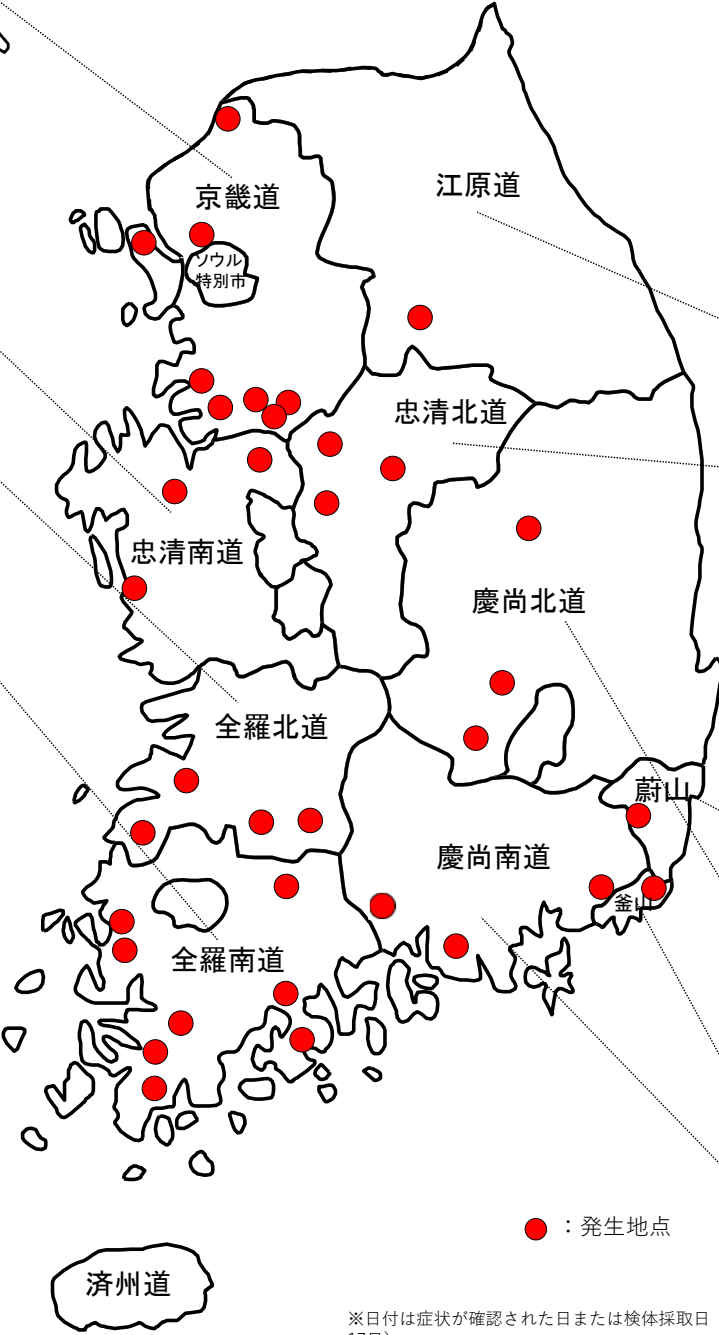 江原道
京畿道
ソウル
特別市
忠清北道
忠清南道
慶尚北道
全羅北道
蔚山
慶尚南道
釜山
全羅南道
：発生地点
済州道
※日付は症状が確認された日または検体採取日